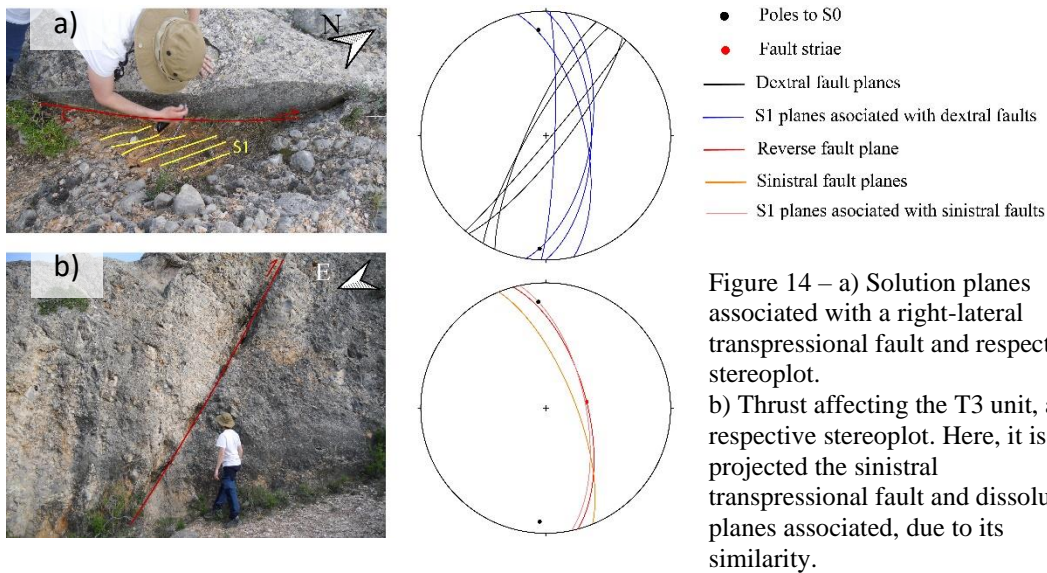 a)
N
S1
b)
E
Poles to S0
Fault striae
Dextral fault planes
S1 planes asociated with dextral faults
Reverse fault plane
Sinistral fault planes
S1 planes asociated with sinistral faults
Figure 14 – a) Solution planes
associated with a right-lateral
transpressional fault and respect
stereoplot.
b) Thrust affecting the T3 unit, a
respective stereoplot. Here, it is
projected the sinistral
transpressional fault and dissolu
planes associated, due to its
similarity.